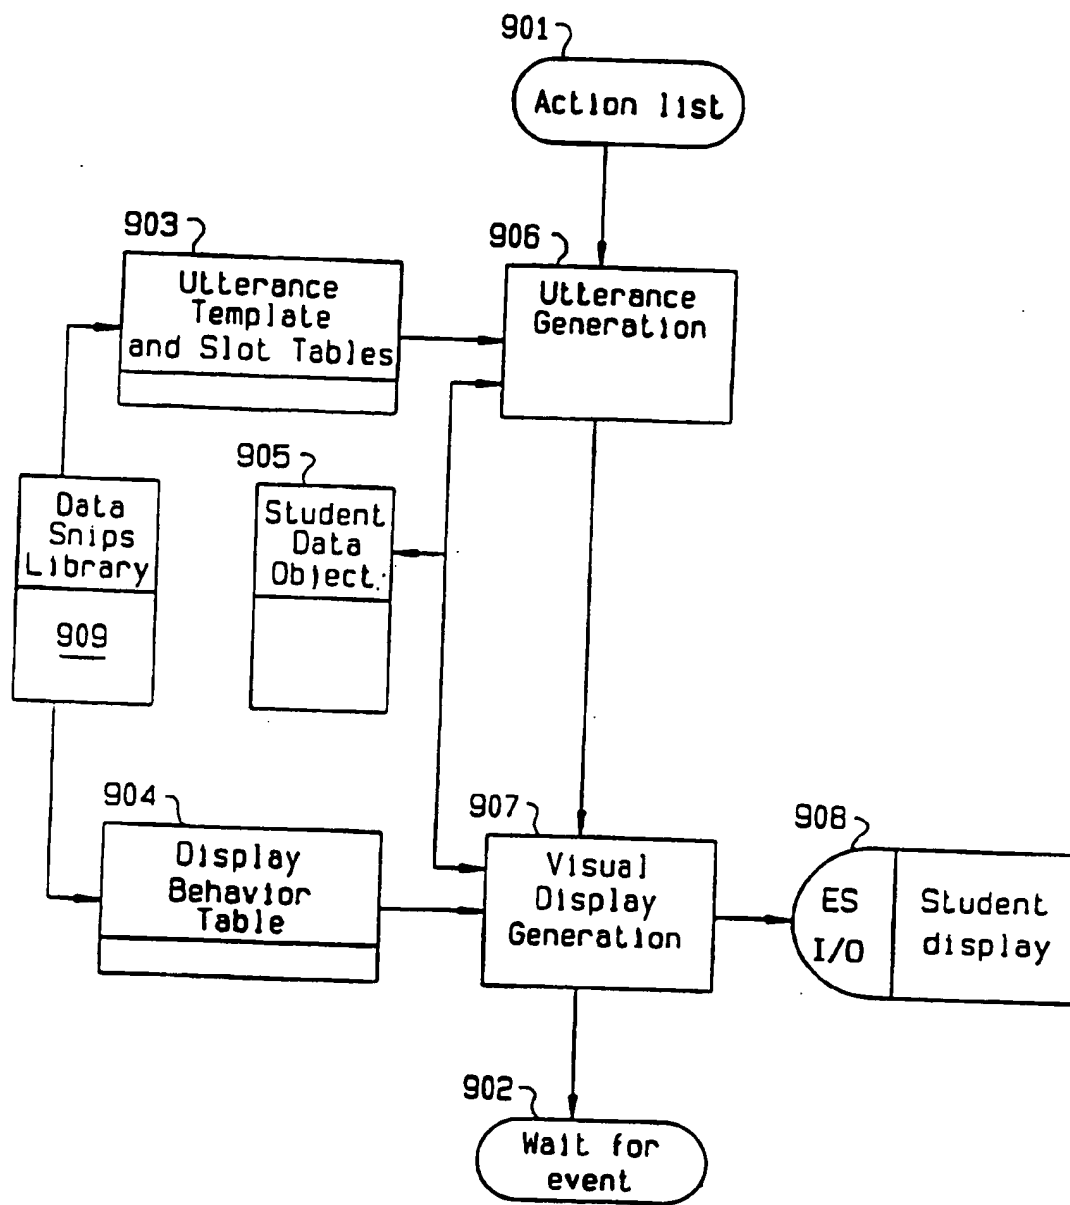 901
Action list
903
Utterance
Template
and Slot Tables
906
Utterance
Generation
905
Student
Data
Object
Data
Snips
Library
909
904
Display
Behavior
Table
907
Visual
Display
Generation
908
ES
I/O
Student
display
902
Wait for
event